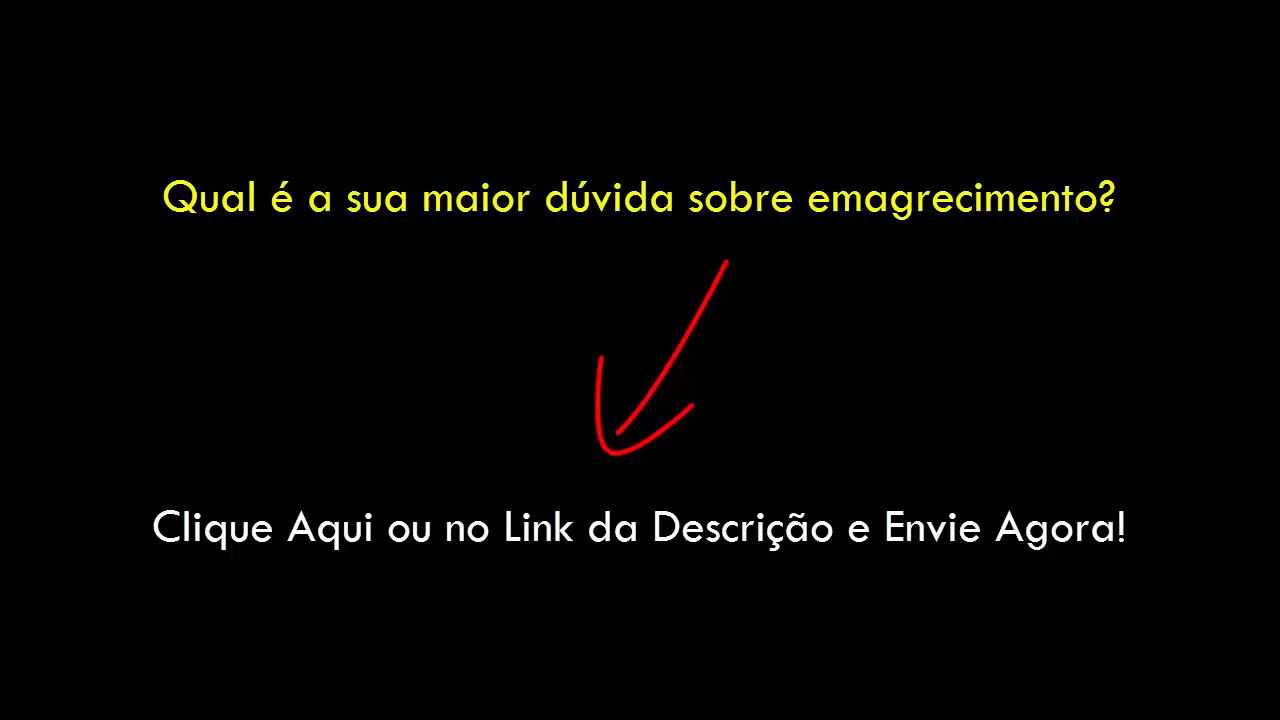 Qual é a sua maior dúvida sobre emagrecimento?
Clique Aqui ou no Link da Descrição e Envie Agora!